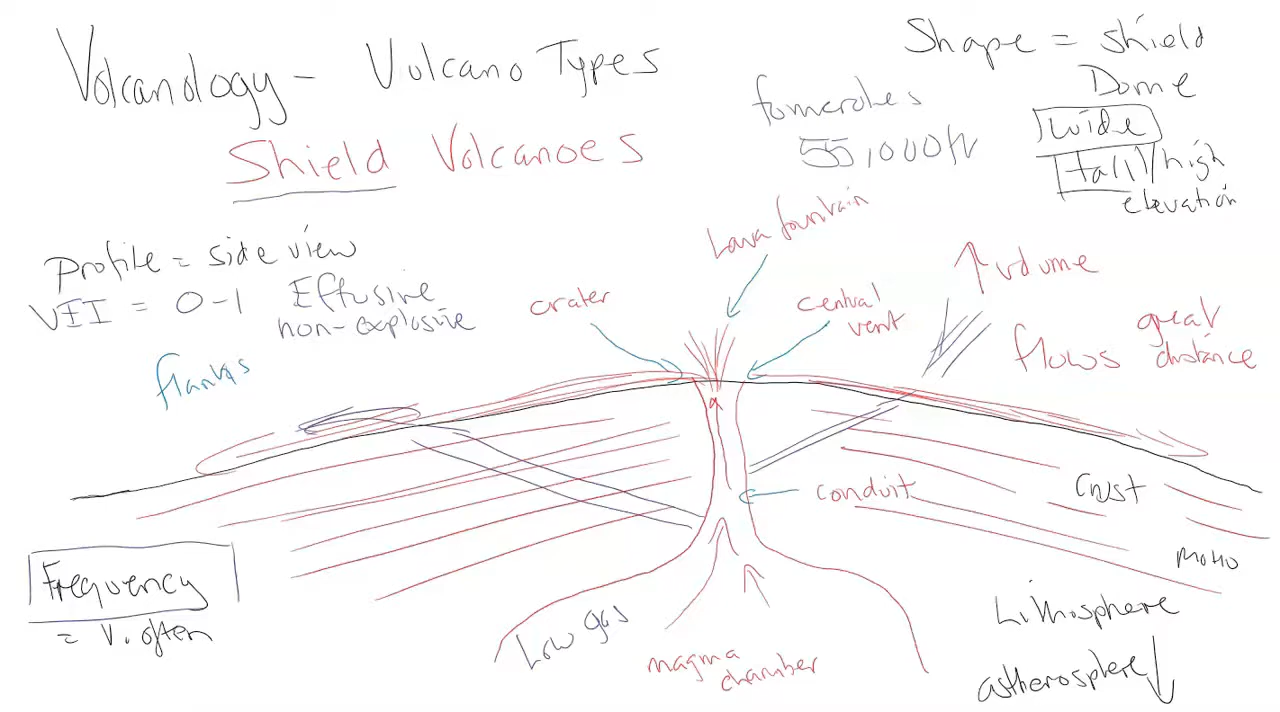 Volcanology - Volcano Types
Shield Volcanoes
Shape = shield
Dome
wide
tall/high
elevation
fumeroles
55,000ft
Profile = side view
VEI = 0-1 Effusive
non-explosive
flanks
crater
Lava fountain
central
vent
↑ volume
flows great
distance
conduit
Crust
MOHO
Lithosphere
asthenosphere ↓
Frequency
= V. often
Low gas
magma
chamber